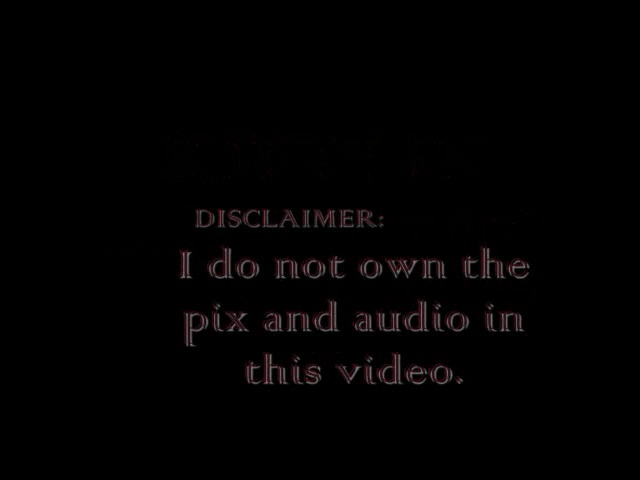 DISCLAIMER:
I do not own the
pix and audio in
this video.